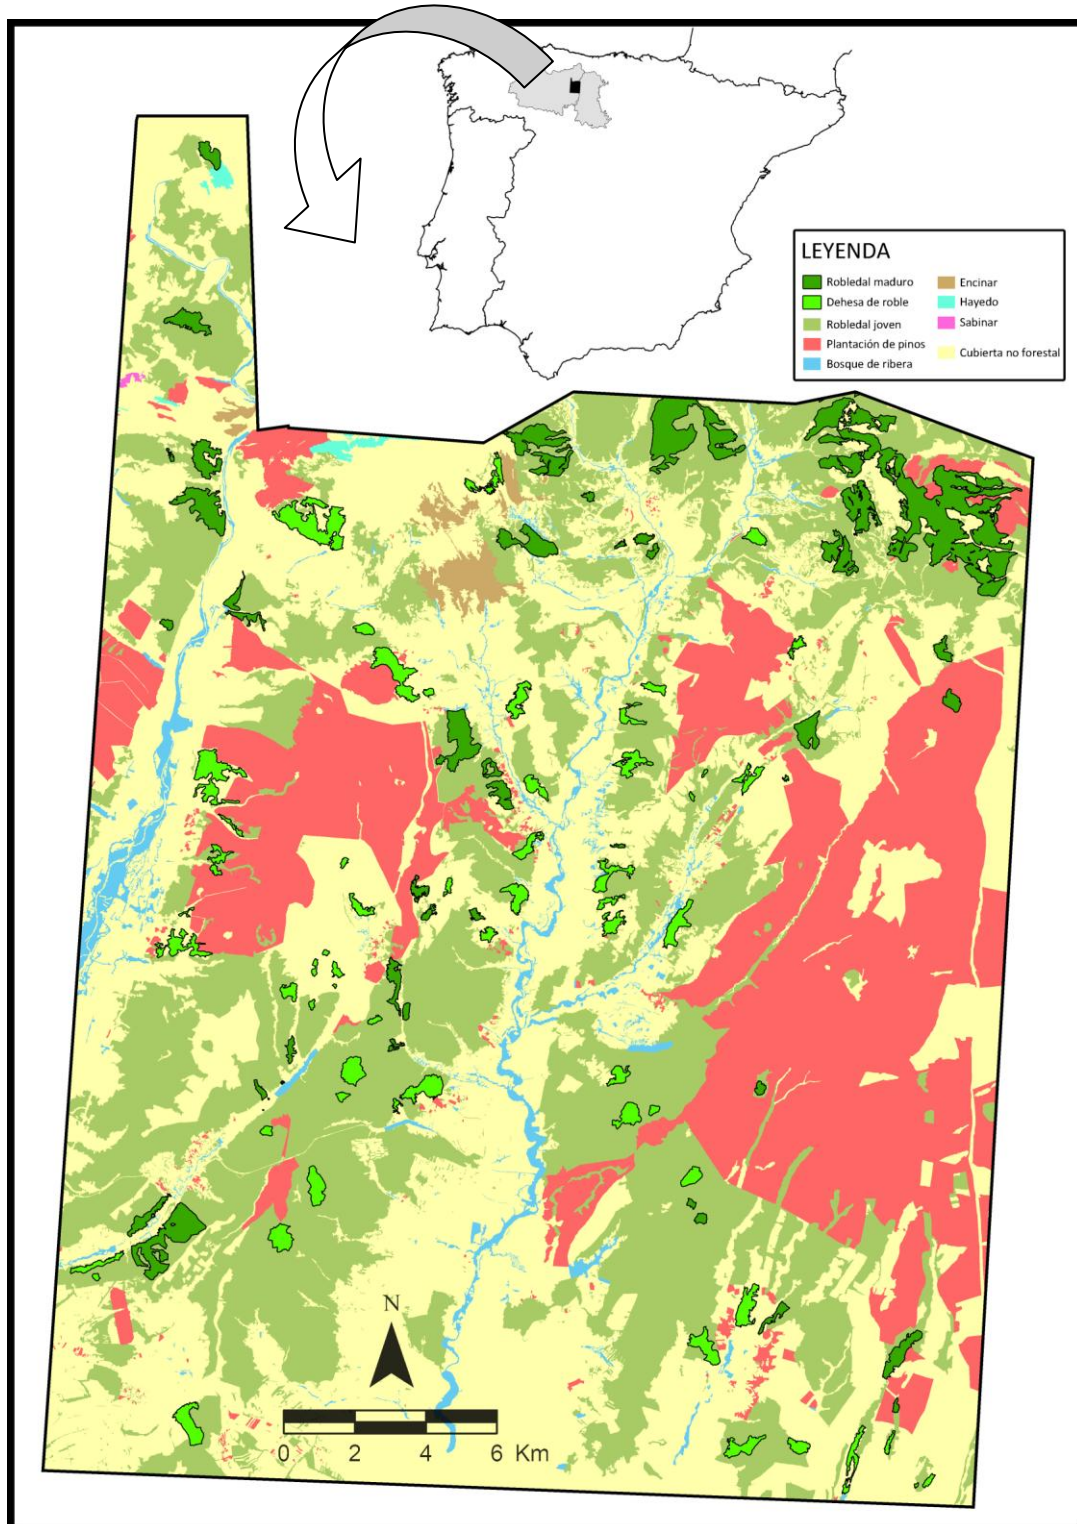 LEYENDA
Robledal maduro
Dehesa de roble
Robledal joven
Plantación de pinos
Bosque de ribera
Encinar
Hayedo
Sabinar
Cubierta no forestal
N
0 2 4 6 Km